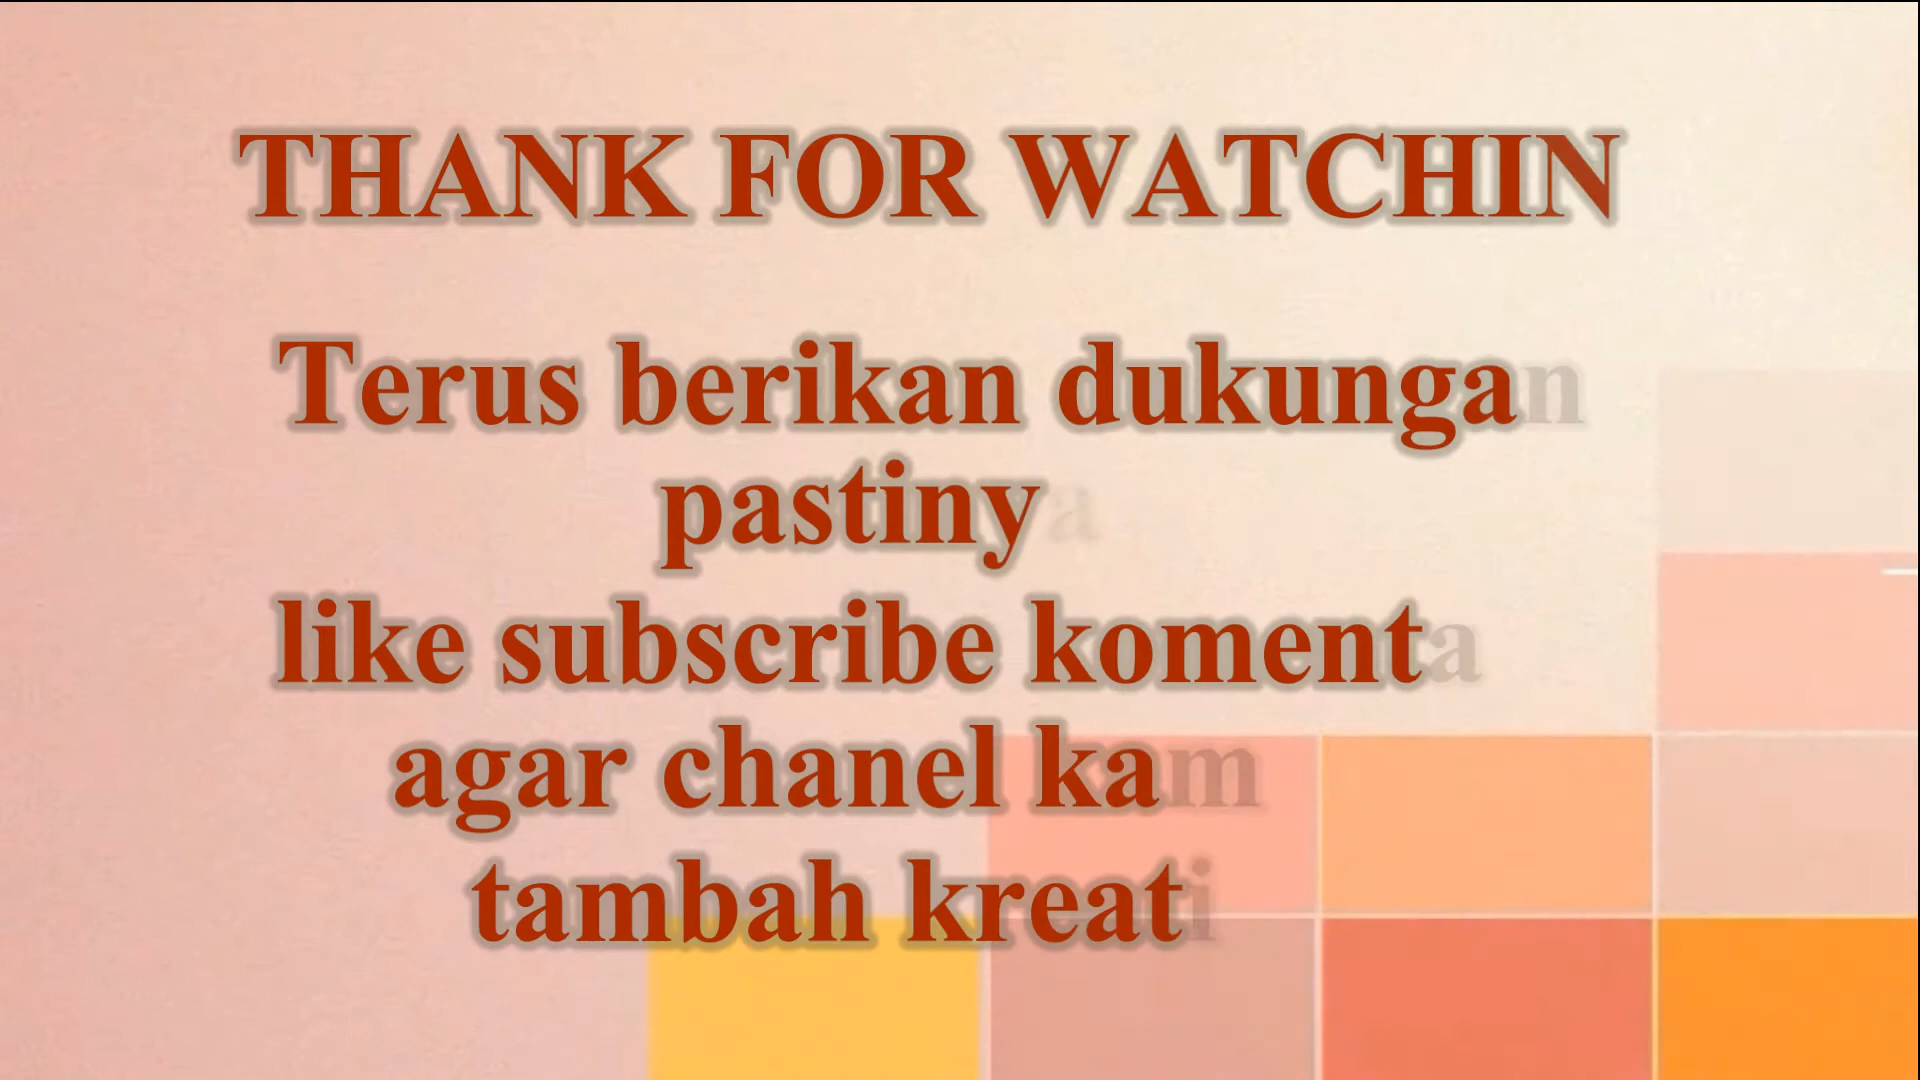 THANK FOR WATCHIN
Terus berikan dukungan
pastinya
like subscribe komenta
agar chanel kam
tambah kreati